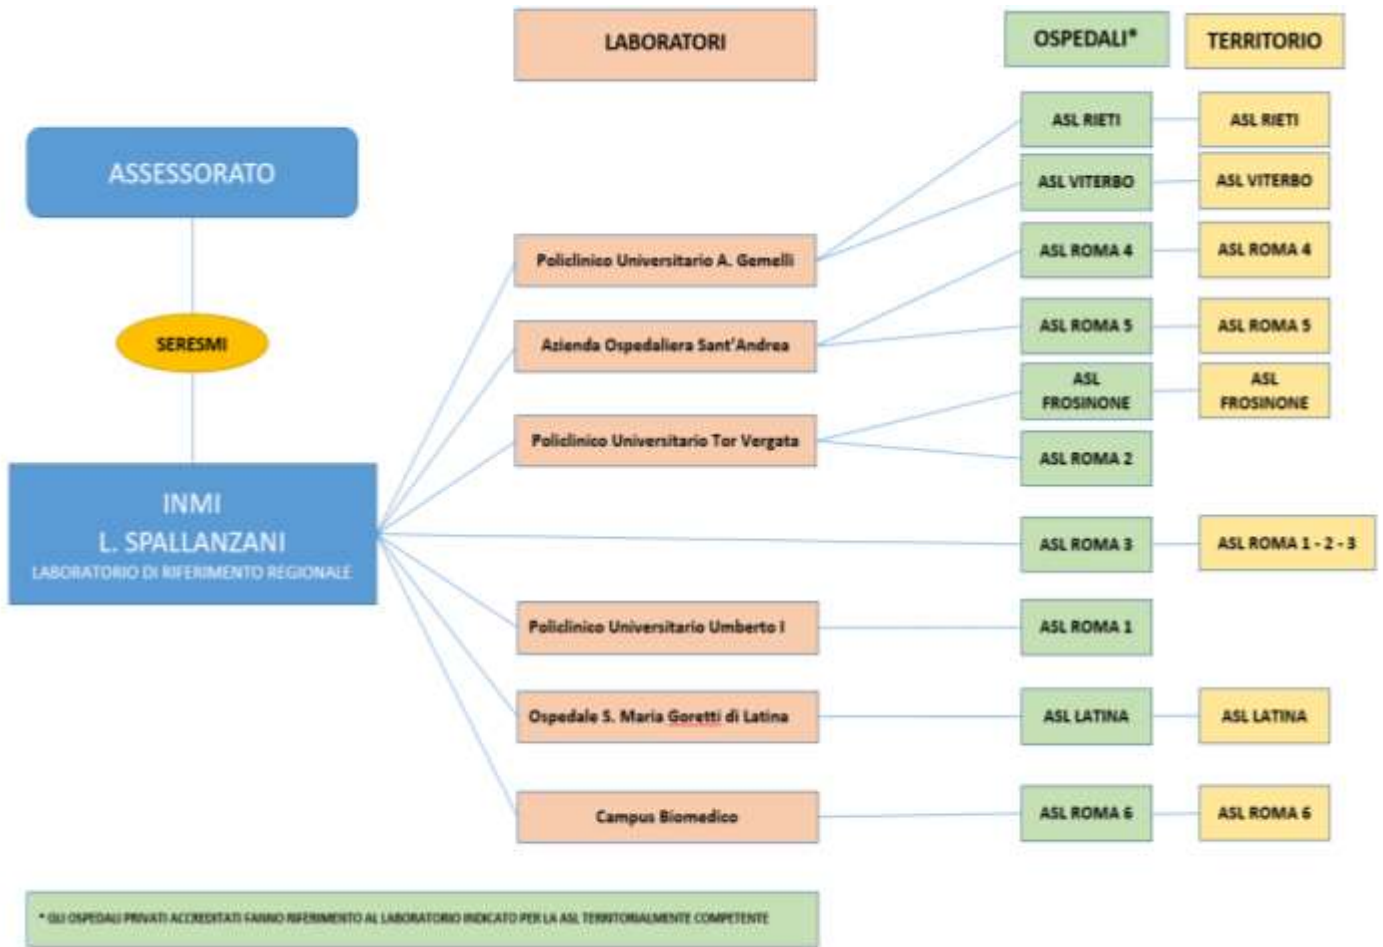 LABORATORI
OSPEDALI*
TERRITORIO
ASSESSORATO
SERESMI
INMI
L. SPALLANZANI
LABORATORIO DI RIFERIMENTO REGIONALE
Policlinico Universitario A. Gemelli
Azienda Ospedaliera Sant'Andrea
Policlinico Universitario Tor Vergata
Policlinico Universitario Umberto I
Ospedale S. Maria Goretti di Latina
Campus Biomedico
ASL RIETI
ASL RIETI
ASL VITERBO
ASL VITERBO
ASL ROMA 4
ASL ROMA 4
ASL ROMA 5
ASL ROMA 5
ASL
FROSINONE
ASL
FROSINONE
ASL ROMA 2
ASL ROMA 3
ASL ROMA 1 - 2 - 3
ASL ROMA 1
ASL LATINA
ASL LATINA
ASL ROMA 6
ASL ROMA 6
* GLI OSPEDALI PRIVATI ACCREDITATI FANNO RIFERIMENTO AL LABORATORIO INDICATO PER LA ASL TERRITORIALMENTE COMPETENTE